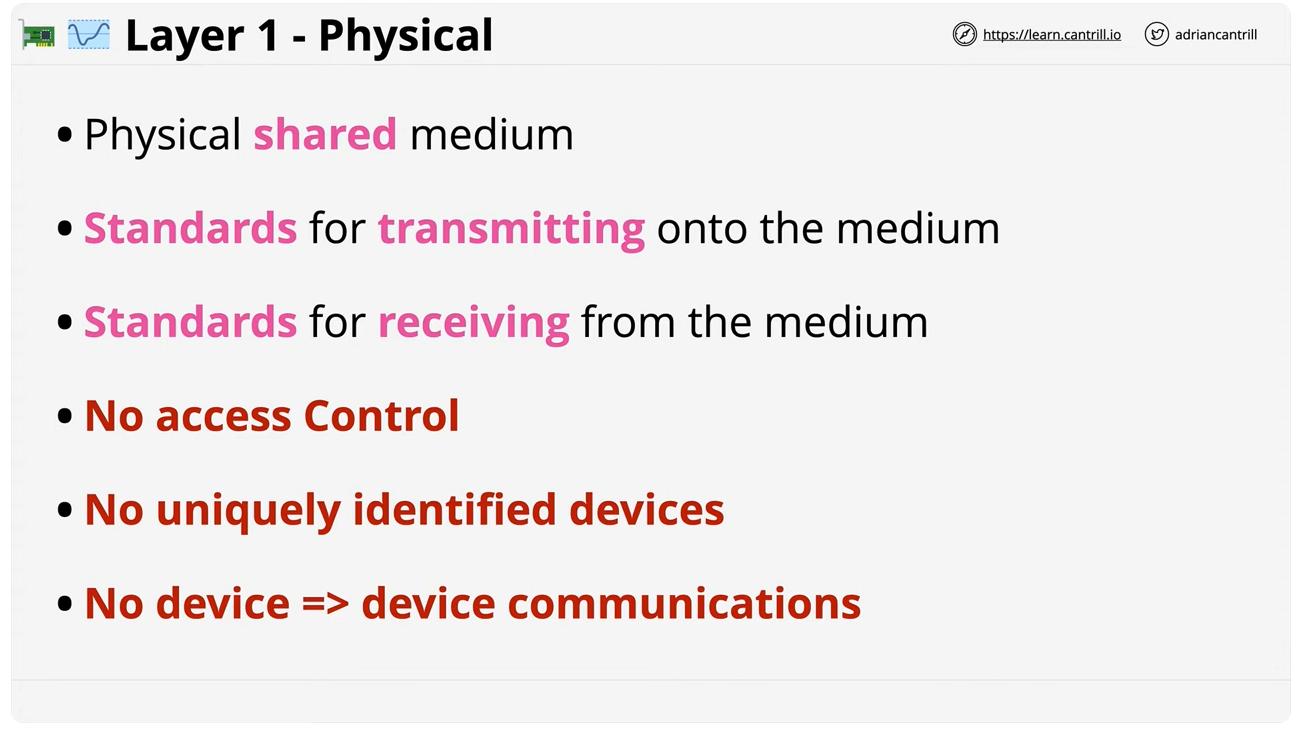 Layer 1 - Physical
https://learn.cantrill.io
adriancantrill
• Physical shared medium
• Standards for transmitting onto the medium
• Standards for receiving from the medium
• No access Control
• No uniquely identified devices
• No device => device communications